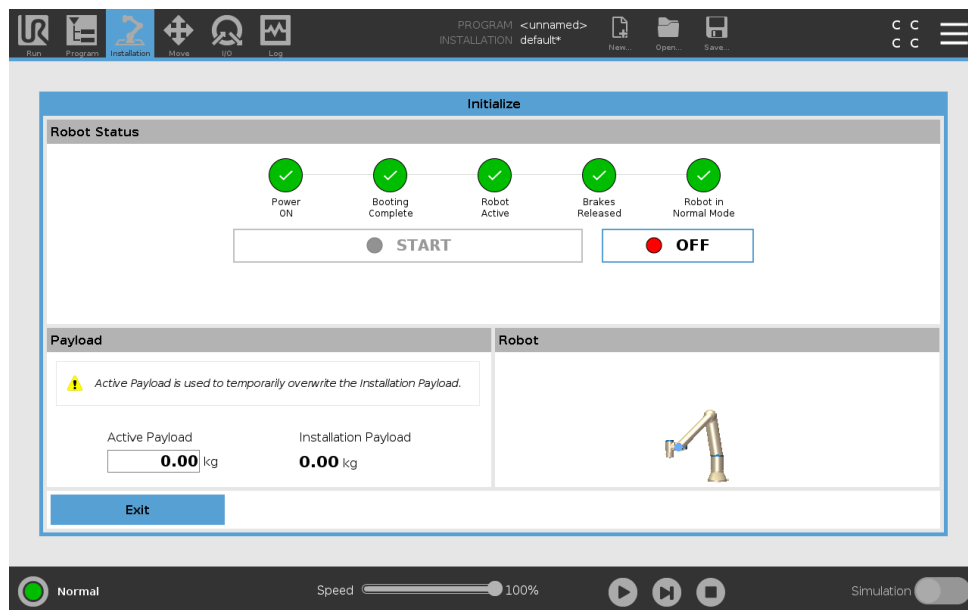 PROGRAM <unnamed>
INSTALLATION default*
C C
C C
Run
Program
Installation
Move
I/O
Log
New...
Open...
Save...
Initialize
Robot Status
Power
ON
Booting
Complete
Robot
Active
Brakes
Released
Robot in
Normal Mode
START
OFF
Payload
Robot
Active Payload is used to temporarily overwrite the Installation Payload.
Active Payload
Installation Payload
0.00 kg
0.00 kg
Exit
Normal
Speed
100%
Simulation